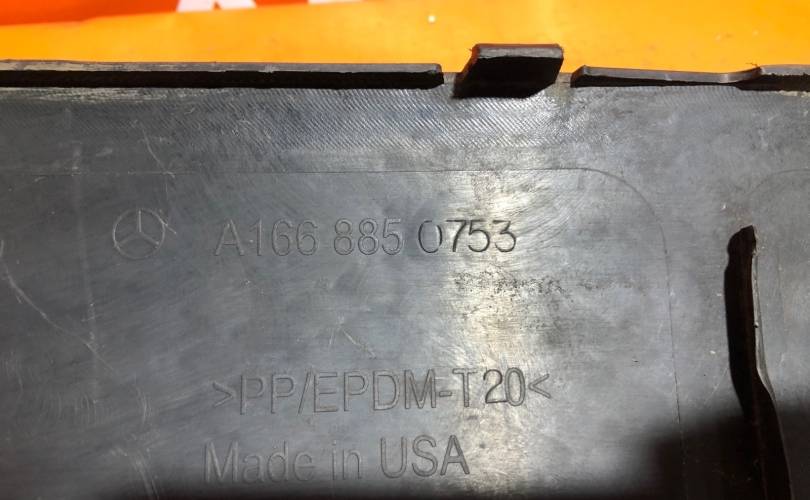 A166 885 0753
>PP/EPDM-T20<
Made in USA